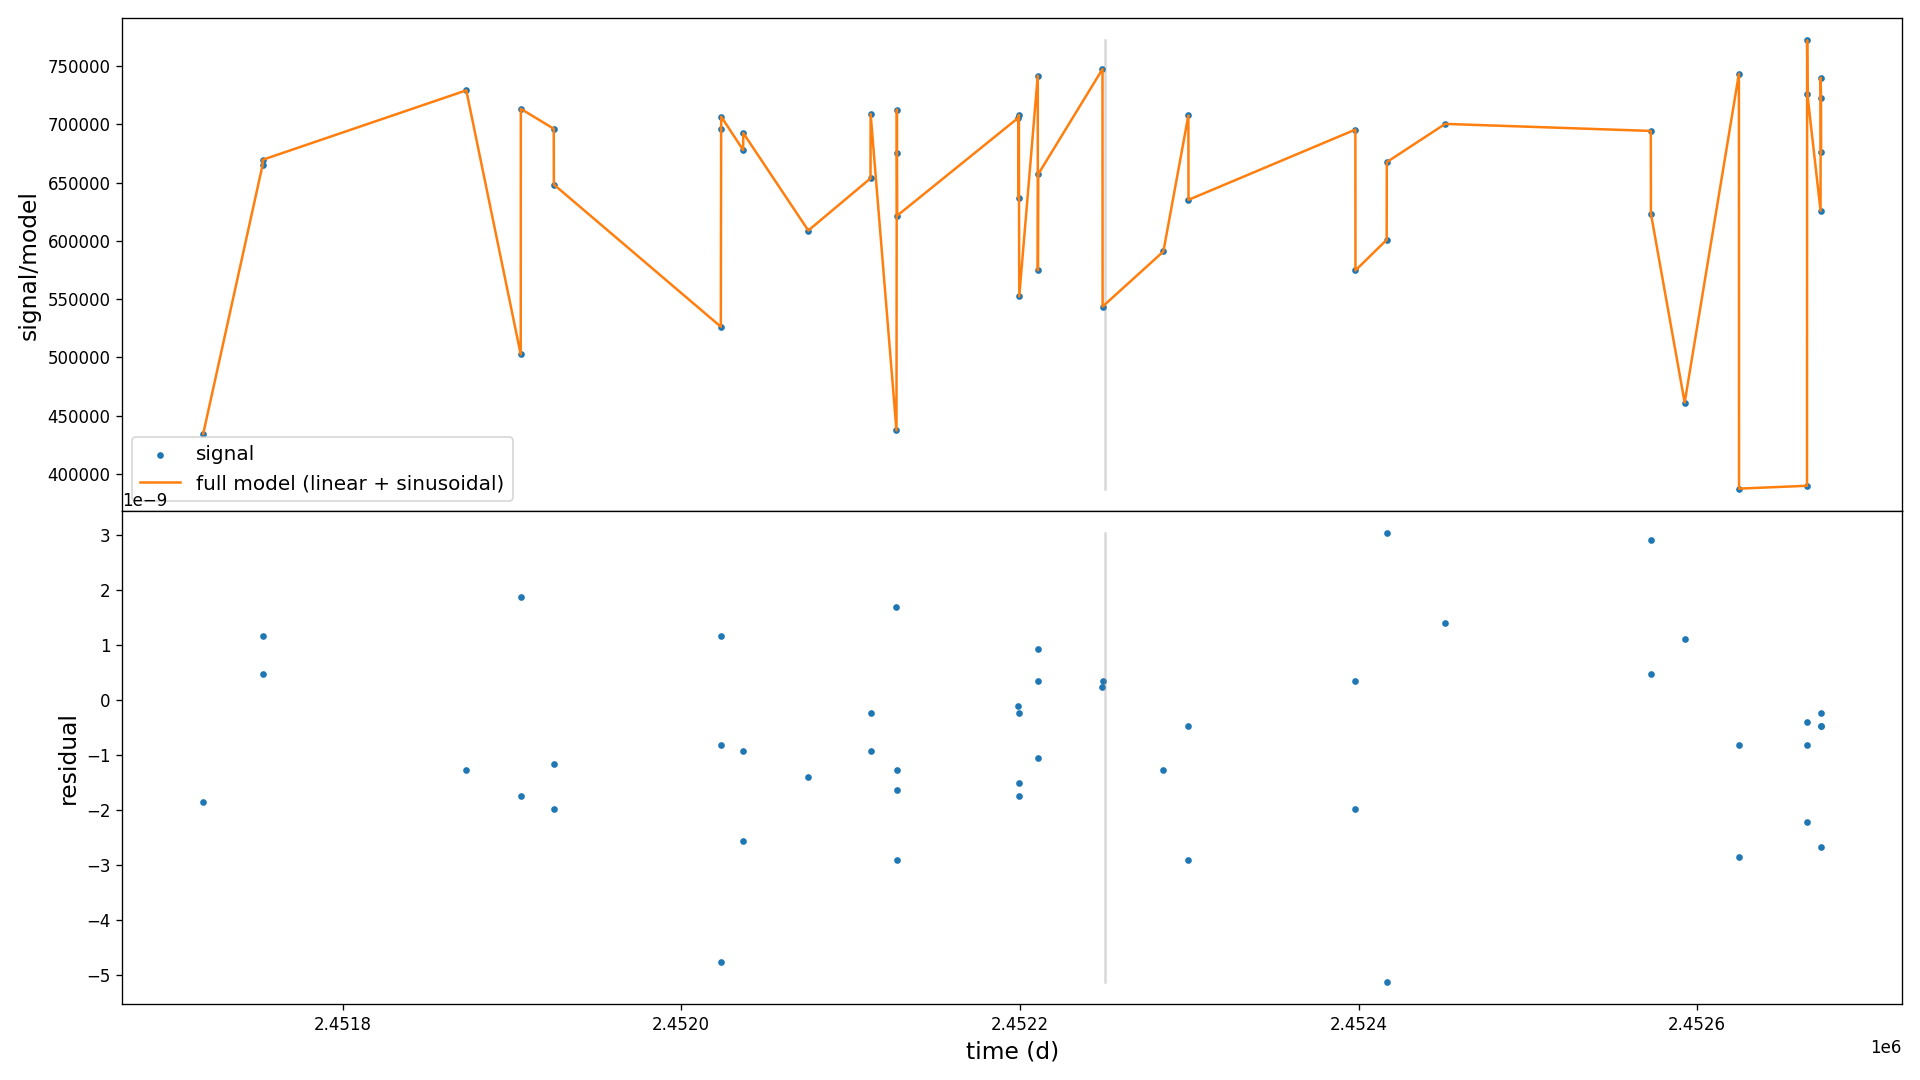 750000
700000
650000
600000
550000
500000
450000
400000
signal/model
signal
full model (linear + sinusoidal)
1e−9
3
2
1
0
−1
−2
−3
−4
−5
residual
2.4518 2.4520 2.4522 2.4524 2.4526
time (d)
1e6